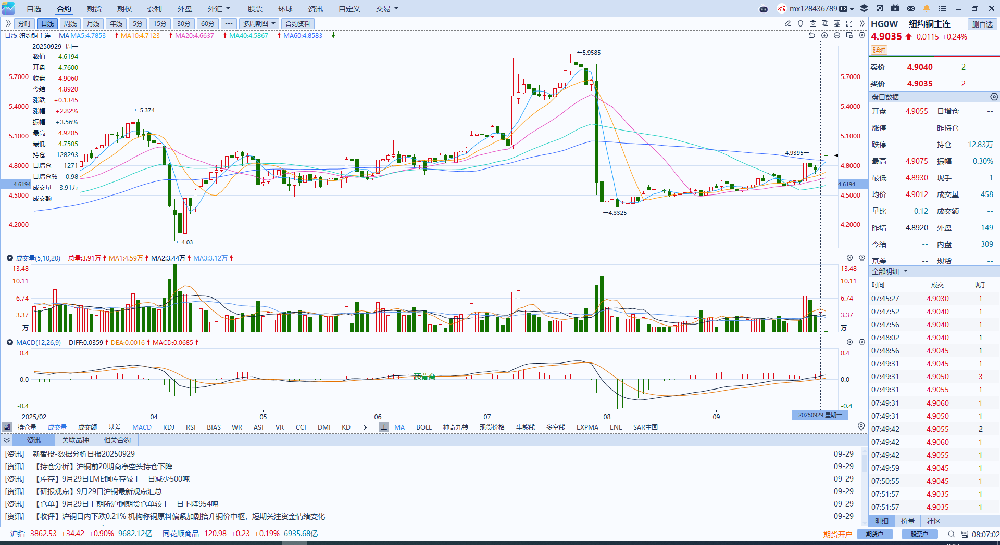 自选 合约 期货 期权 套利 外盘 外汇 股票 环球 资讯 自定义 交易 mx128436789 L2
分时 日线 周线 月线 年线 5分 15分 30分 60分 ••• 多周期图 合约资料
日线 纽约铜主连 MA MA5:4.7853 MA10:4.7123 MA20:4.6637 MA40:4.5867 MA60:4.8583
20250929 周一
数值 4.6194
开盘 4.7600
收盘 4.9060
今结 4.8920
涨跌 +0.1345
涨幅 +2.82%
振幅 +3.56%
最高 4.9205
最低 4.7505
持仓 128293
日增仓 -1271
日增仓% -0.98
成交量 3.91万
成交额 --
5.7000 5.7000
5.4000 5.4000
5.1000 5.1000
4.8000 4.8000
4.6194 4.6194
4.5000 4.5000
4.2000 4.2000
5.9585
5.374
4.9395
4.3325
4.03
成交量(5,10,20) 总量:3.91万 MA1:4.59万 MA2:3.44万 MA3:3.12万
13.48 13.48
10.11 10.11
6.74 6.74
3.37 3.37
万 万
MACD(12,26,9) DIFF:0.0359 DEA:0.0016 MACD:0.0685
0.4 0.4
顶背离
0.0 0.0
-0.4 -0.4
2025/02 04 05 06 07 08 09 20250929 星期一
副 持仓量 成交量 成交额 基差 MACD KDJ RSI BIAS WR ASI VR CCI DMI KD 主 MA BOLL 神奇九转 现货价格 牛熊线 多空线 EXPMA ENE SAR主图
资讯 关联品种 相关合约
[资讯] 新智投-数据分析日报20250929 09-29
[资讯] 【持仓分析】沪铜前20期商净空头持仓下降 09-29
[资讯] 【库存】9月29日LME铜库存较上一日减少500吨 09-29
[资讯] 【研报观点】9月29日沪铜最新观点汇总 09-29
[资讯] 【仓单】9月29日上期所沪铜期货仓单较上一日下降954吨 09-29
[资讯] 【收评】沪铜日内下跌0.21% 机构称铜原料偏紧加剧抬升铜价中枢，短期关注资金情绪变化 09-29
HG0W 纽约铜主连 删自选
4.9035 0.0115 +0.24%
延时
卖价 4.9040 2
买价 4.9035 2
盘口数据
开盘 4.9055 日增仓 --
涨停 -- 昨持仓 --
跌停 -- 持仓 12.83万
最高 4.9075 振幅 0.30%
最低 4.8930 现手 1
均价 4.9012 成交量 458
量比 0.12 成交额 --
昨结 4.8920 外盘 149
今结 -- 内盘 309
基差 -- 现货 --
全部明细
时间 成交 现手
07:45:27 4.9030 1
07:47:52 4.9040 1
07:47:56 4.9040 1
07:48:02 4.9040 1
07:48:56 4.9045 1
07:49:31 4.9045 1
07:49:31 4.9050 3
07:49:31 4.9055 1
07:49:31 4.9060 1
07:49:31 4.9050 1
07:49:42 4.9055 2
07:49:42 4.9060 1
07:49:42 4.9055 1
07:49:59 4.9045 1
07:50:55 4.9045 1
07:51:57 4.9035 1
07:51:57 4.9035 1
明细 价量 社区
沪指 3862.53 +34.42 +0.90% 9682.12亿 同花顺商品 120.98 +0.23 +0.19% 6935.68亿 期货开户 期货户 股票户 08:07:02